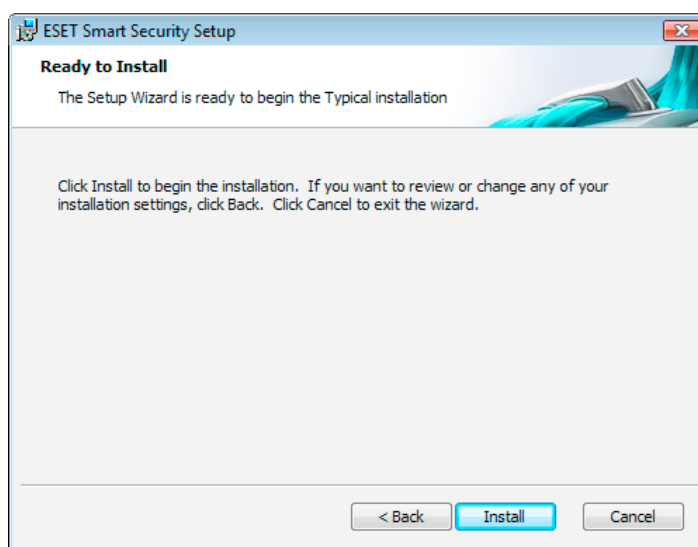 ESET Smart Security Setup
Ready to Install
The Setup Wizard is ready to begin the Typical installation
Click Install to begin the installation. If you want to review or change any of your
installation settings, click Back. Click Cancel to exit the wizard.
< Back Install Cancel